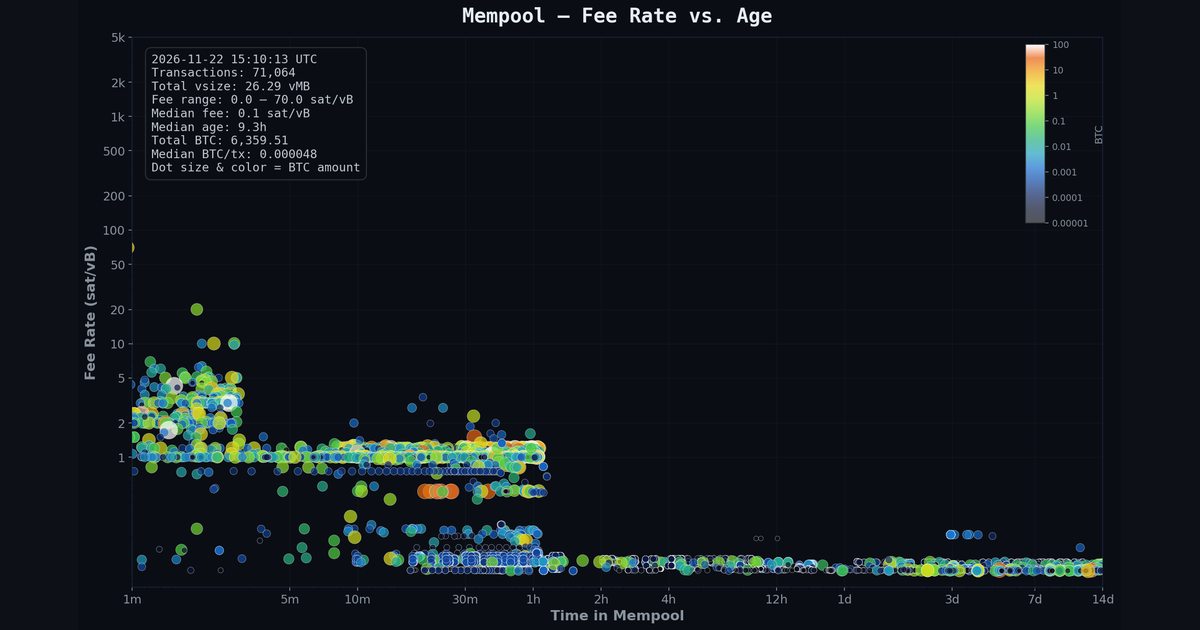 Mempool — Fee Rate vs. Age
2026-11-22 15:10:13 UTC
Transactions: 71,064
Total vsize: 26.29 vMB
Fee range: 0.0 – 70.0 sat/vB
Median fee: 0.1 sat/vB
Median age: 9.3h
Total BTC: 6,359.51
Median BTC/tx: 0.000048
Dot size & color = BTC amount
5k
2k
1k
500
200
100
50
20
10
5
2
1
Fee Rate (sat/vB)
100
10
1
0.1
0.01
0.001
0.0001
0.00001
BTC
1m 5m 10m 30m 1h 2h 4h 12h 1d 3d 7d 14d
Time in Mempool